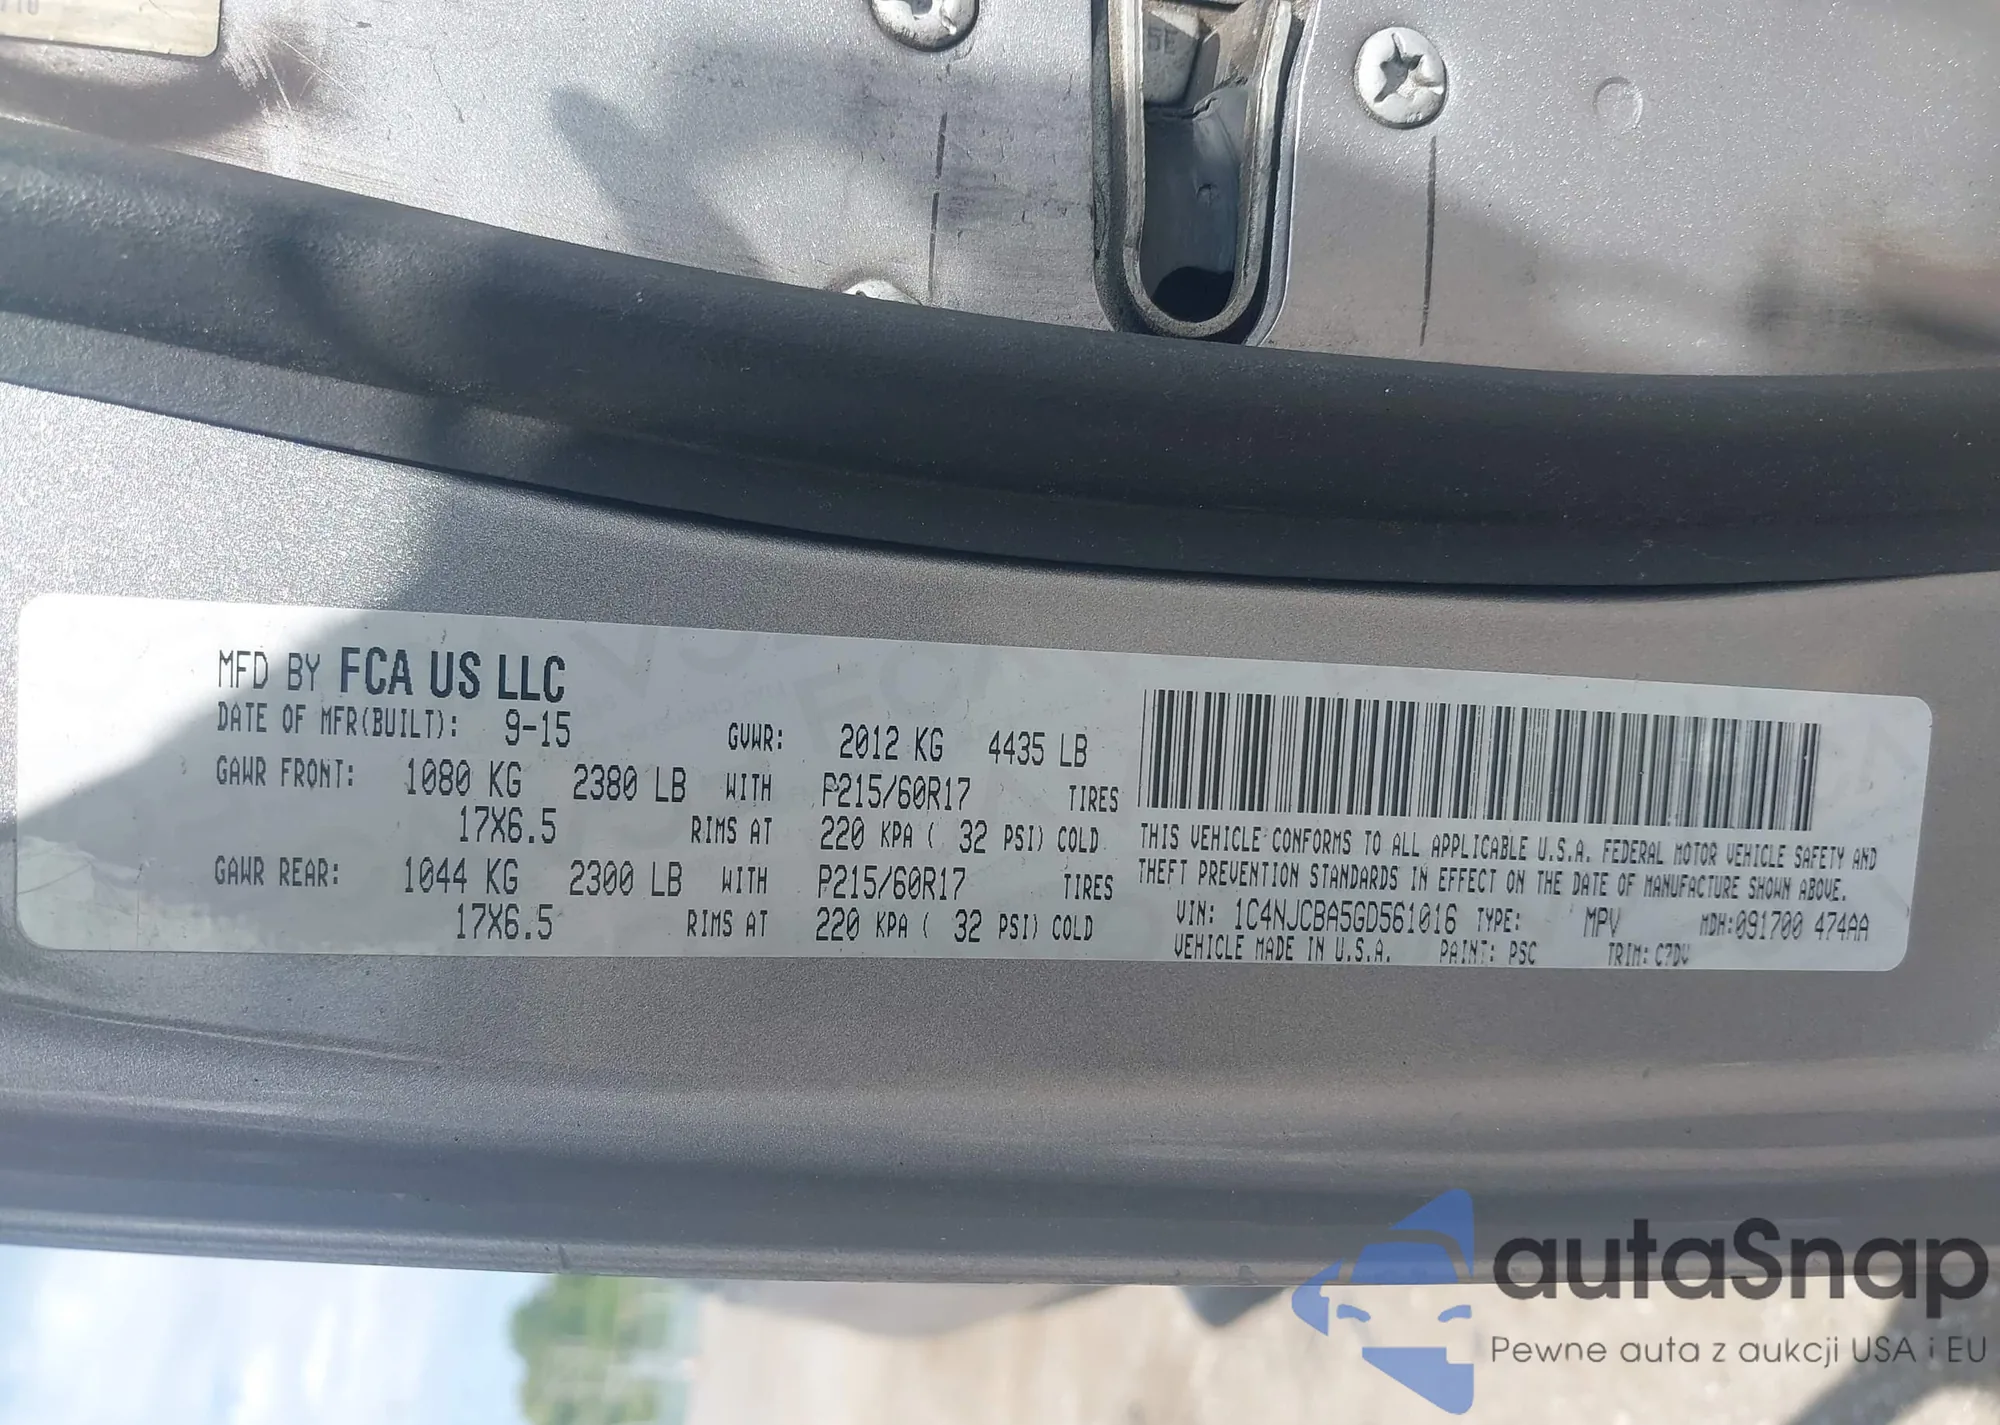 5E
MFD BY FCA US LLC
DATE OF MFR(BUILT): 9-15 GVWR: 2012 KG 4435 LB
GAWR FRONT: 1080 KG 2380 LB WITH P215/60R17 TIRES
17X6.5 RIMS AT 220 KPA ( 32 PSI) COLD
GAWR REAR: 1044 KG 2300 LB WITH P215/60R17 TIRES
17X6.5 RIMS AT 220 KPA ( 32 PSI) COLD
THIS VEHICLE CONFORMS TO ALL APPLICABLE U.S.A. FEDERAL MOTOR VEHICLE SAFETY AND
THEFT PREVENTION STANDARDS IN EFFECT ON THE DATE OF MANUFACTURE SHOWN ABOVE.
VIN: 1C4NJCBA5GD561016 TYPE: MPV MDH:091700 474AA
VEHICLE MADE IN U.S.A. PAINT: PSC TRIM:
autaSnap
Pewne auta z aukcji USA i EU